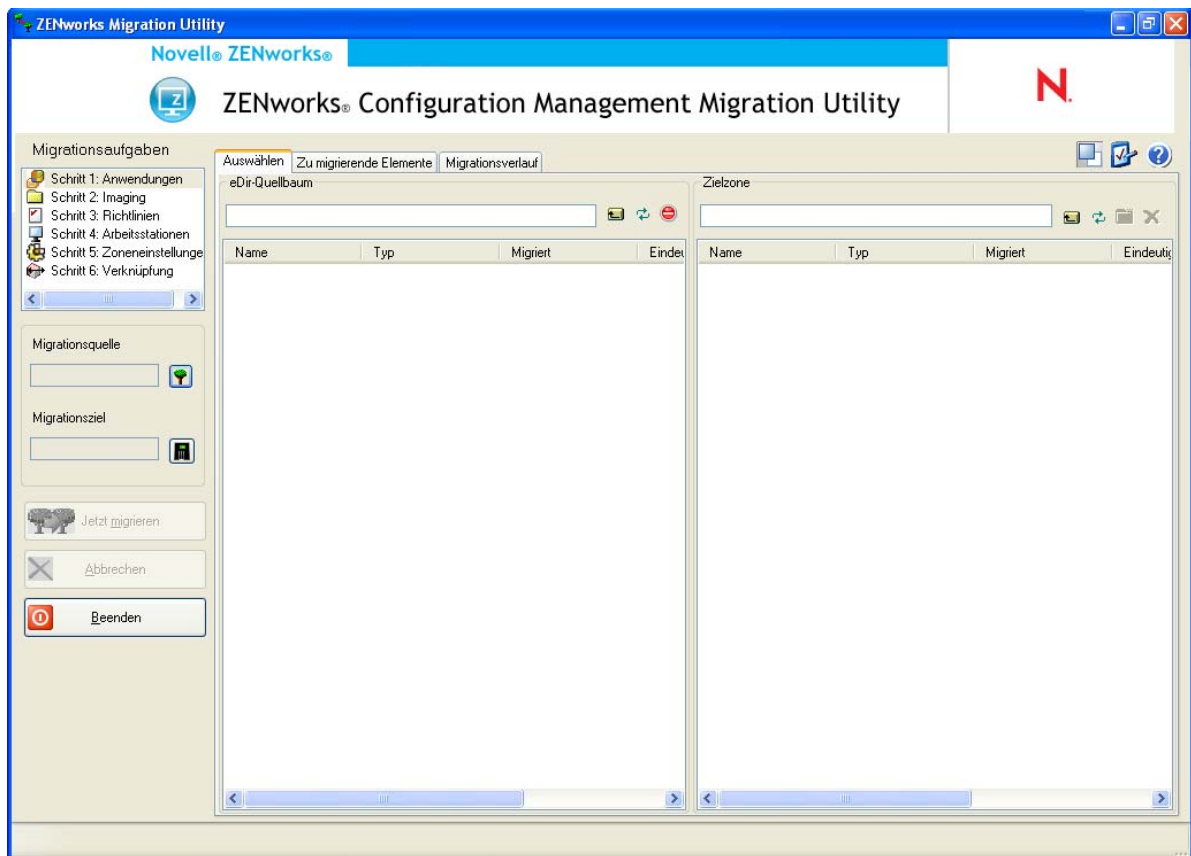 ZENworks Migration Utility
Novell® ZENworks®
ZENworks® Configuration Management Migration Utility
N.
Migrationsaufgaben
Schritt 1: Anwendungen
Schritt 2: Imaging
Schritt 3: Richtlinien
Schritt 4: Arbeitsstationen
Schritt 5: Zoneneinstellunge
Schritt 6: Verknüpfung
Migrationsquelle
Migrationsziel
Jetzt migrieren
Abbrechen
Beenden
Auswählen Zu migrierende Elemente Migrationsverlauf
eDir-Quellbaum
Name Typ Migriert Eindeu
Zielzone
Name Typ Migriert Eindeutig